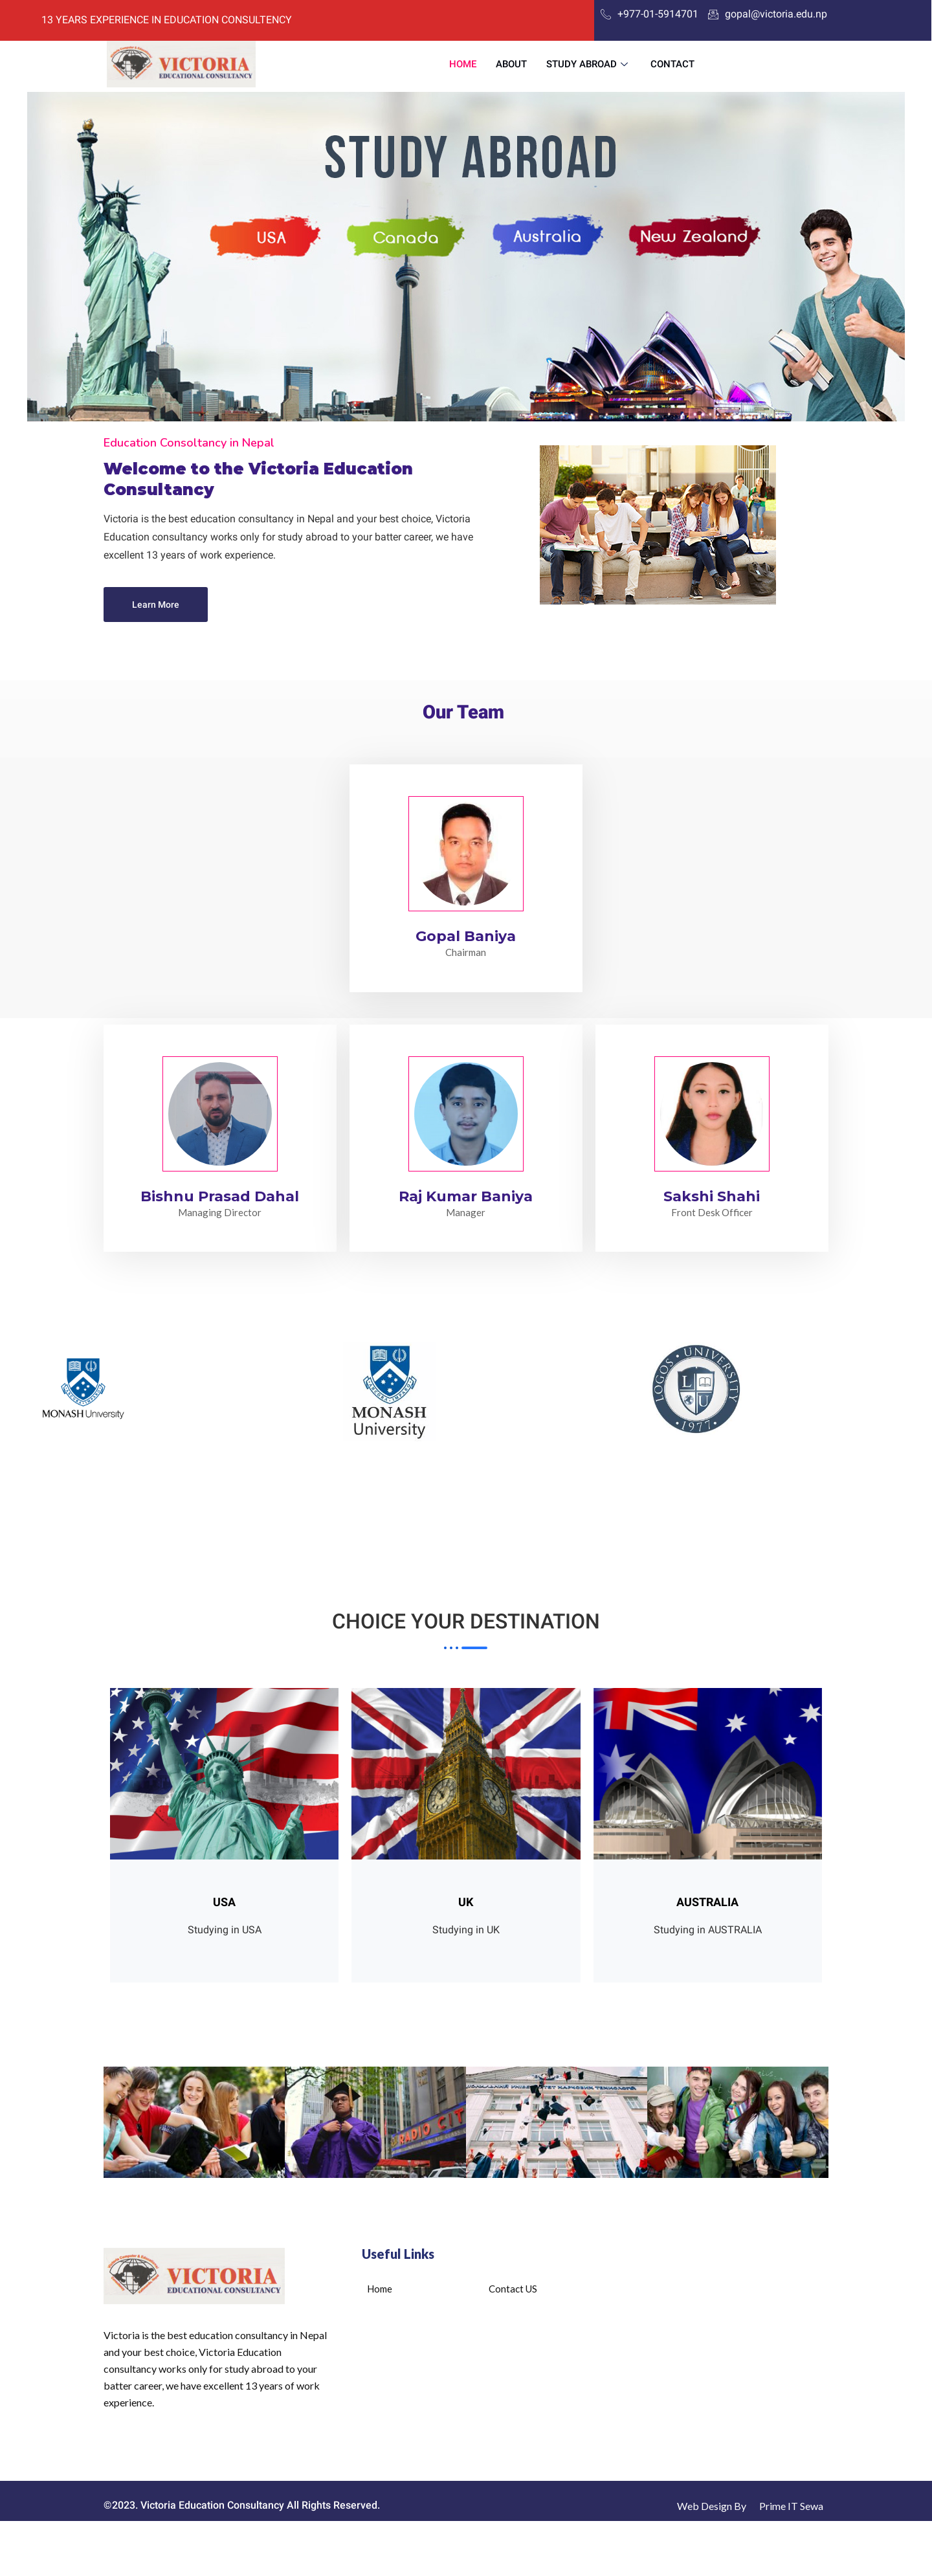 13 YEARS EXPERIENCE IN EDUCATION CONSULTENCY
+977-01-5914701 gopal@victoria.edu.np
VICTORIA
EDUCATIONAL CONSULTANCY
HOME ABOUT STUDY ABROAD CONTACT
STUDY ABROAD
USA Canada Australia New Zealand
Education Consoltancy in Nepal
Welcome to the Victoria Education
Consultancy
Victoria is the best education consultancy in Nepal and your best choice, Victoria
Education consultancy works only for study abroad to your batter career, we have
excellent 13 years of work experience.
Learn More
Our Team
Gopal Baniya
Chairman
Bishnu Prasad Dahal
Managing Director
Raj Kumar Baniya
Manager
Sakshi Shahi
Front Desk Officer
MONASH University
MONASH
University
LOGOS UNIVERSITY
LU
1977
CHOICE YOUR DESTINATION
USA
Studying in USA
UK
Studying in UK
AUSTRALIA
Studying in AUSTRALIA
RADIO CITY
VICTORIA
EDUCATIONAL CONSULTANCY
Victoria is the best education consultancy in Nepal
and your best choice, Victoria Education
consultancy works only for study abroad to your
batter career, we have excellent 13 years of work
experience.
Useful Links
Home Contact US
©2023. Victoria Education Consultancy All Rights Reserved.
Web Design By Prime IT Sewa